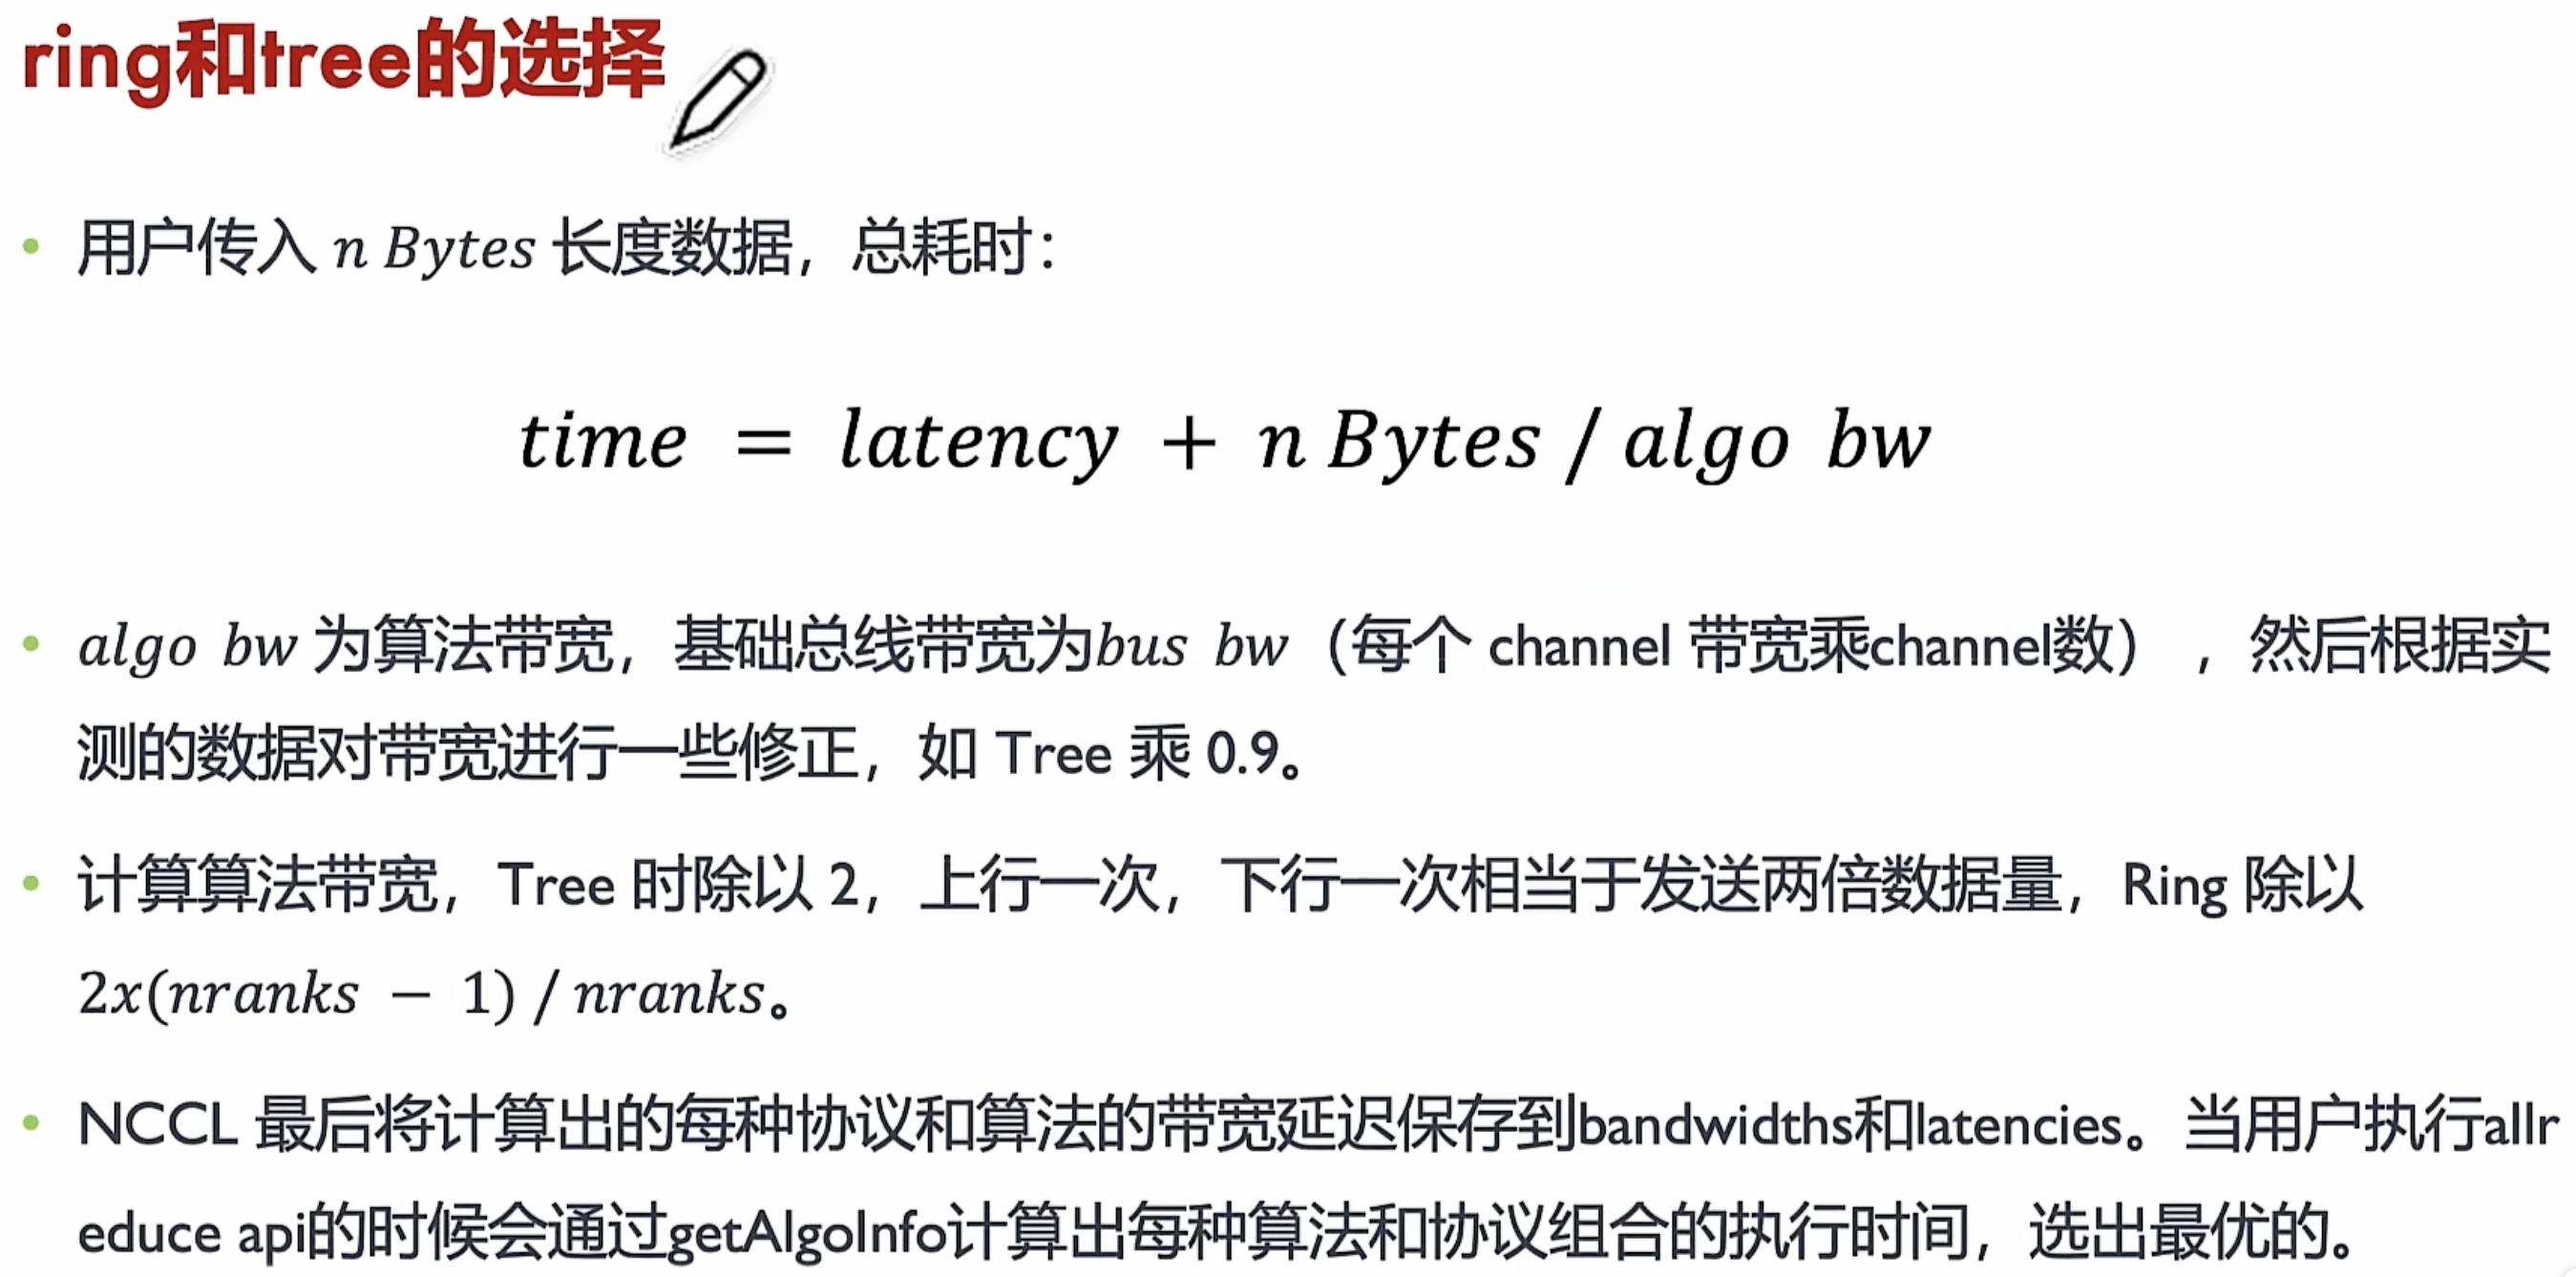 ring和tree的选择
用户传入 n Bytes 长度数据，总耗时：
time = latency + n Bytes / algo bw
algo bw 为算法带宽，基础总线带宽为bus bw（每个 channel 带宽乘channel数），然后根据实
测的数据对带宽进行一些修正，如 Tree 乘 0.9。
计算算法带宽，Tree 时除以 2，上行一次，下行一次相当于发送两倍数据量，Ring 除以
2x(nranks − 1) / nranks。
NCCL 最后将计算出的每种协议和算法的带宽延迟保存到bandwidths和latencies。当用户执行allr
educe api的时候会通过getAlgoInfo计算出每种算法和协议组合的执行时间，选出最优的。